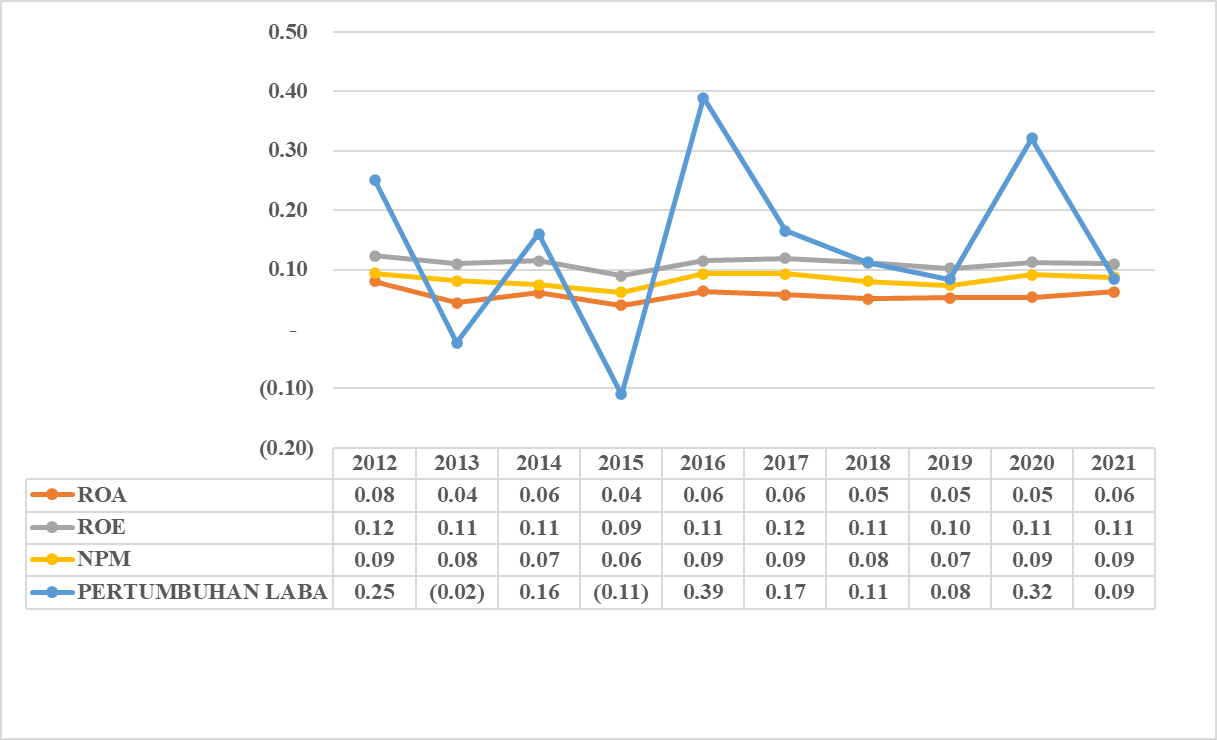 0.50
0.40
0.30
0.20
0.10
–
(0.10)
(0.20)
2012 2013 2014 2015 2016 2017 2018 2019 2020 2021
ROA 0.08 0.04 0.06 0.04 0.06 0.06 0.05 0.05 0.05 0.06
ROE 0.12 0.11 0.11 0.09 0.11 0.12 0.11 0.10 0.11 0.11
NPM 0.09 0.08 0.07 0.06 0.09 0.09 0.08 0.07 0.09 0.09
PERTUMBUHAN LABA 0.25 (0.02) 0.16 (0.11) 0.39 0.17 0.11 0.08 0.32 0.09